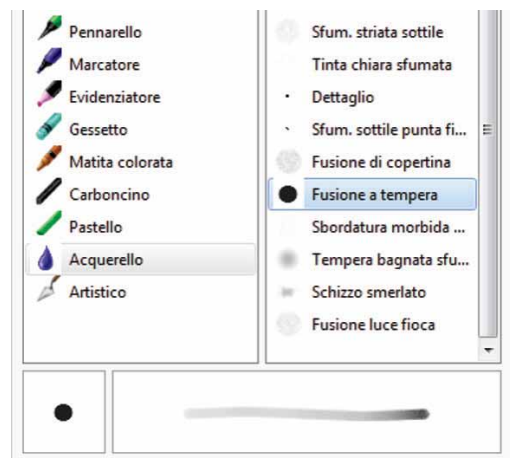 Pennarello
Marcatore
Evidenziatore
Gessetto
Matita colorata
Carboncino
Pastello
Acquerello
Artistico
Sfum. striata sottile
Tinta chiara sfumata
Dettaglio
Sfum. sottile punta fi...
Fusione di copertina
Fusione a tempera
Sbordatura morbida ...
Tempera bagnata sfu...
Schizzo smerlato
Fusione luce fioca